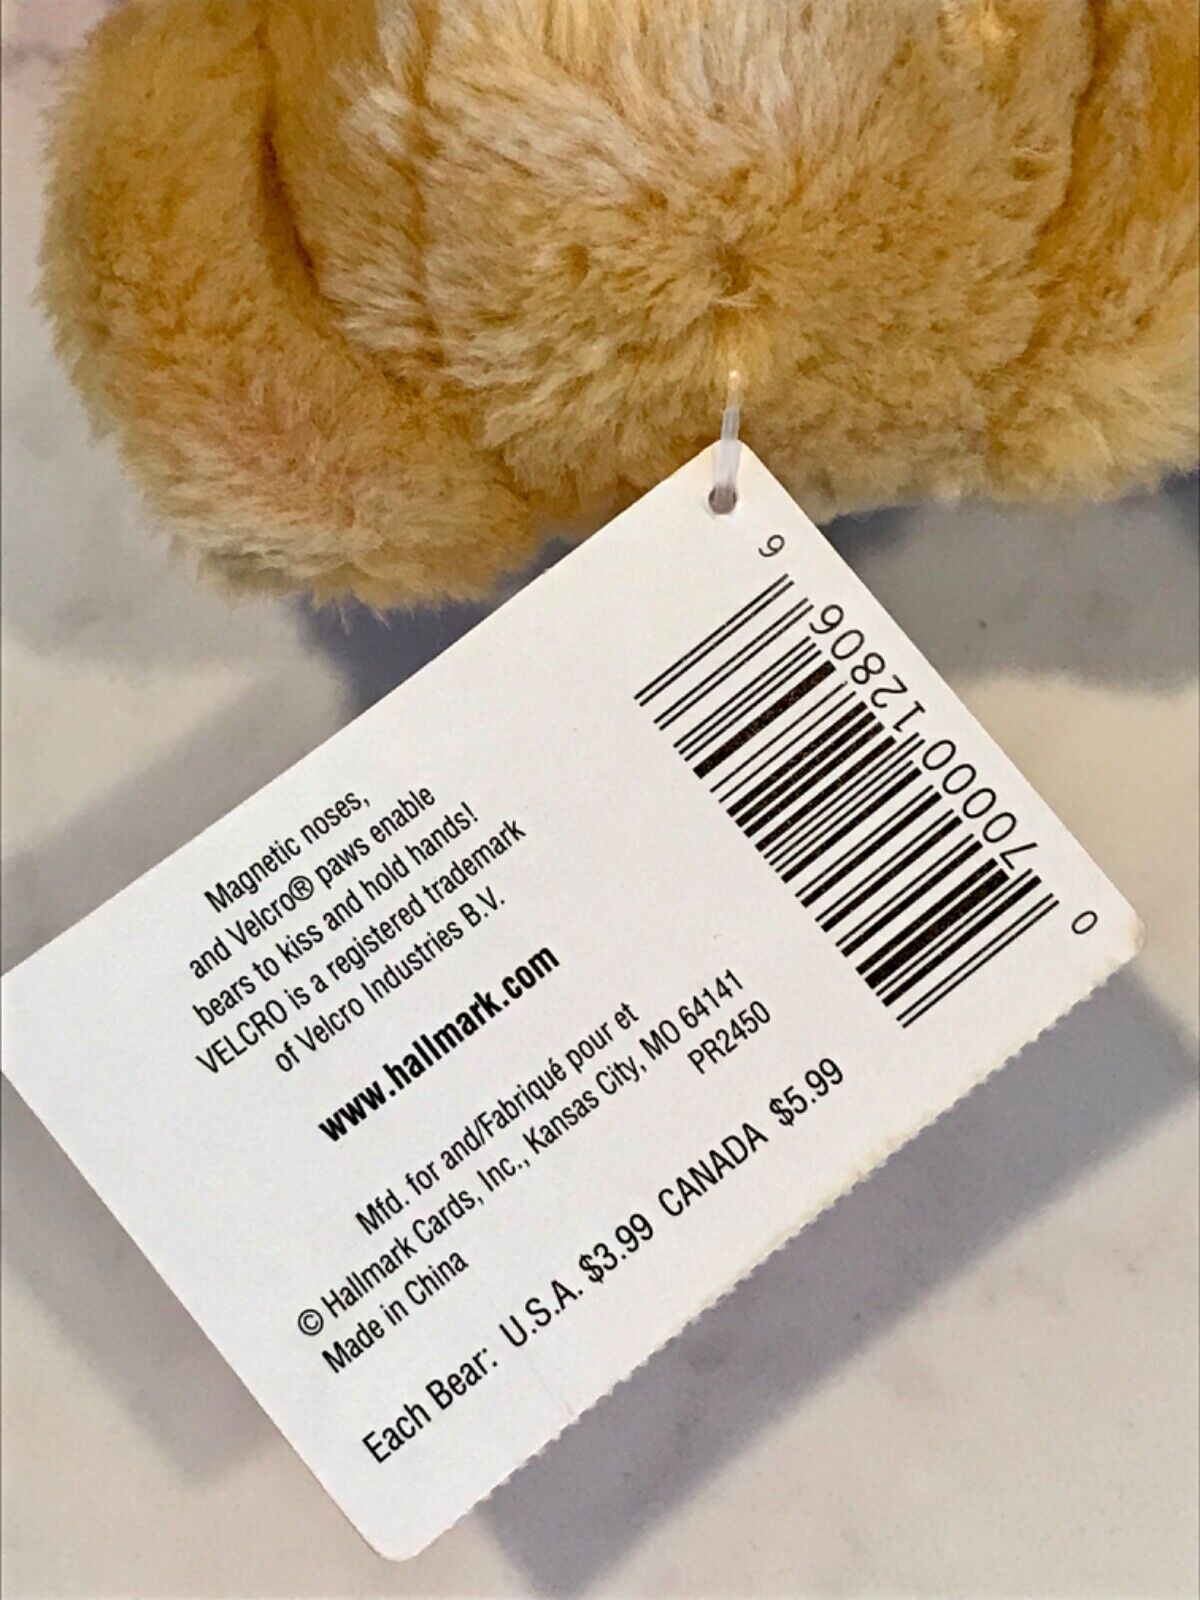 Magnetic noses,
and Velcro® paws enable
bears to kiss and hold hands!
VELCRO is a registered trademark
of Velcro Industries B.V.
www.hallmark.com
Mfd. for and/Fabriqué pour et
© Hallmark Cards, Inc., Kansas City, MO 64141
Made in China
PR2450
Each Bear: U.S.A. $3.99 CANADA $5.99
0 70000 12806 6